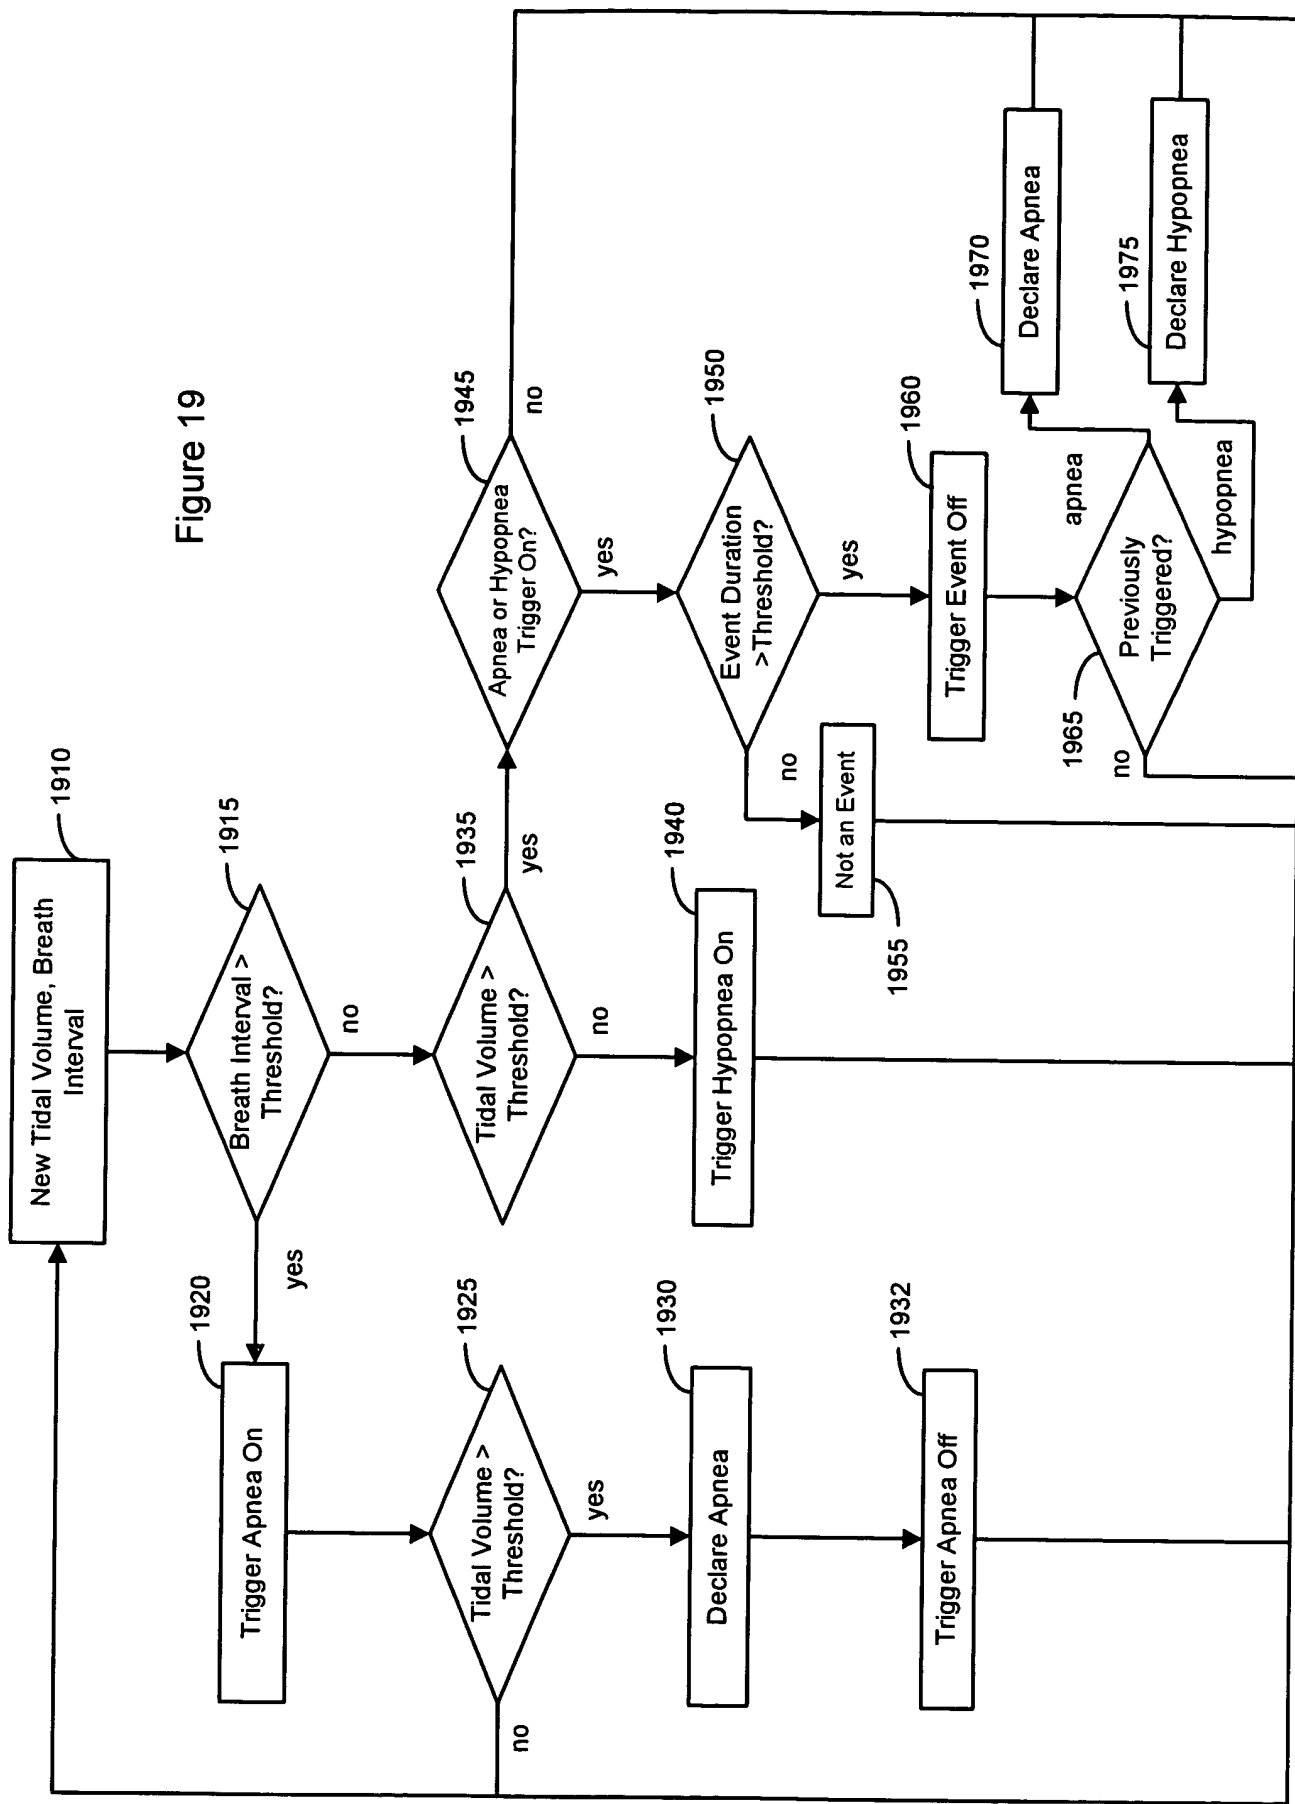 Figure 19
New Tidal Volume, Breath
Interval
1910
Breath Interval >
Threshold?
1915
yes
no
Trigger Apnea On
1920
Tidal Volume >
Threshold?
1925
no
yes
Declare Apnea
1930
Trigger Apnea Off
1932
Tidal Volume >
Threshold?
1935
yes
no
Trigger Hypopnea On
1940
Apnea or Hypopnea
Trigger On?
1945
no
yes
Event Duration
>Threshold?
1950
no
yes
Not an Event
1955
Trigger Event Off
1960
Previously
Triggered?
1965
no
apnea
hypopnea
Declare Apnea
1970
Declare Hypopnea
1975